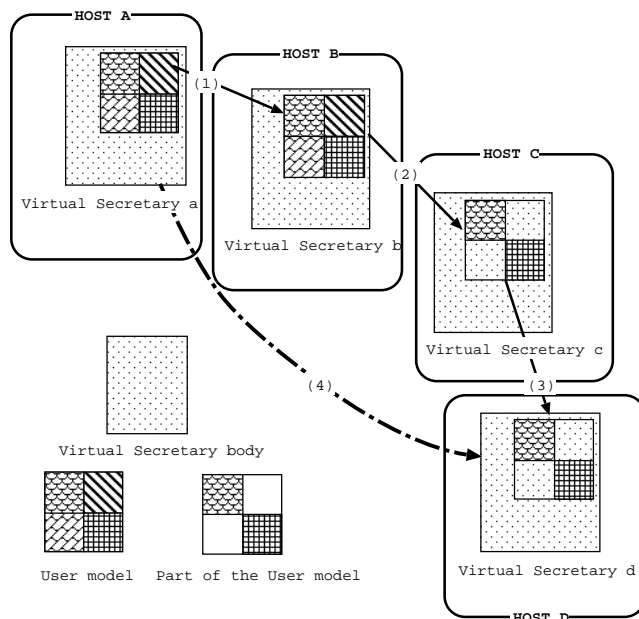 HOST A
HOST B
(1)
HOST C
(2)
Virtual Secretary a
Virtual Secretary b
Virtual Secretary c
(4)
(3)
Virtual Secretary body
Virtual Secretary d
User model
Part of the User model
HOST D